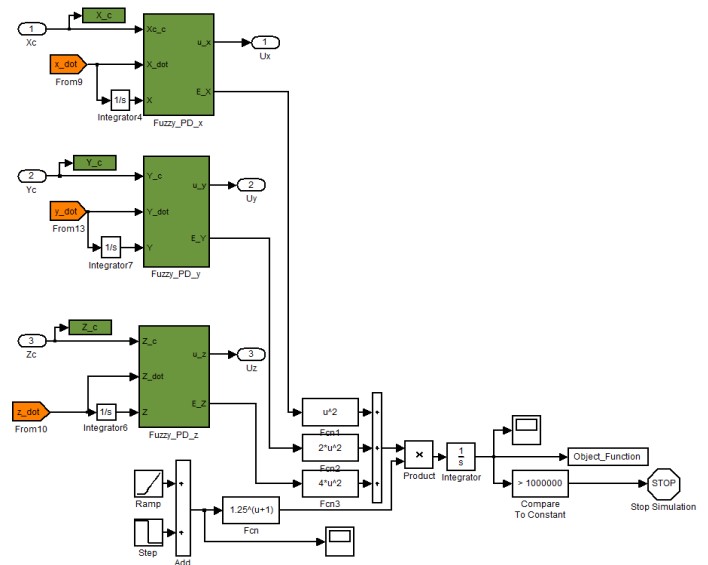 X_c
1
Xc_c
u_x
1
Xc
Ux
x_dot
X_dot
From9
E_X
1/s
X
Integrator4
Fuzzy_PD_x
Y_c
2
Y_c
u_y
2
Yc
Uy
y_dot
Y_dot
From13
E_Y
1/s
Y
Integrator7
Fuzzy_PD_y
Z_c
3
Z_c
u_z
3
Zc
Uz
Z_dot
z_dot
1/s
Z
E_Z
From10
Integrator6
Fuzzy_PD_z
u^2
Fcn1
2*u^2
Fcn2
4*u^2
Fcn3
×
Product
1
s
Integrator
Object_Function
> 1000000
Compare
To Constant
STOP
Stop Simulation
Ramp
1.25^(u+1)
Fcn
Step
Add